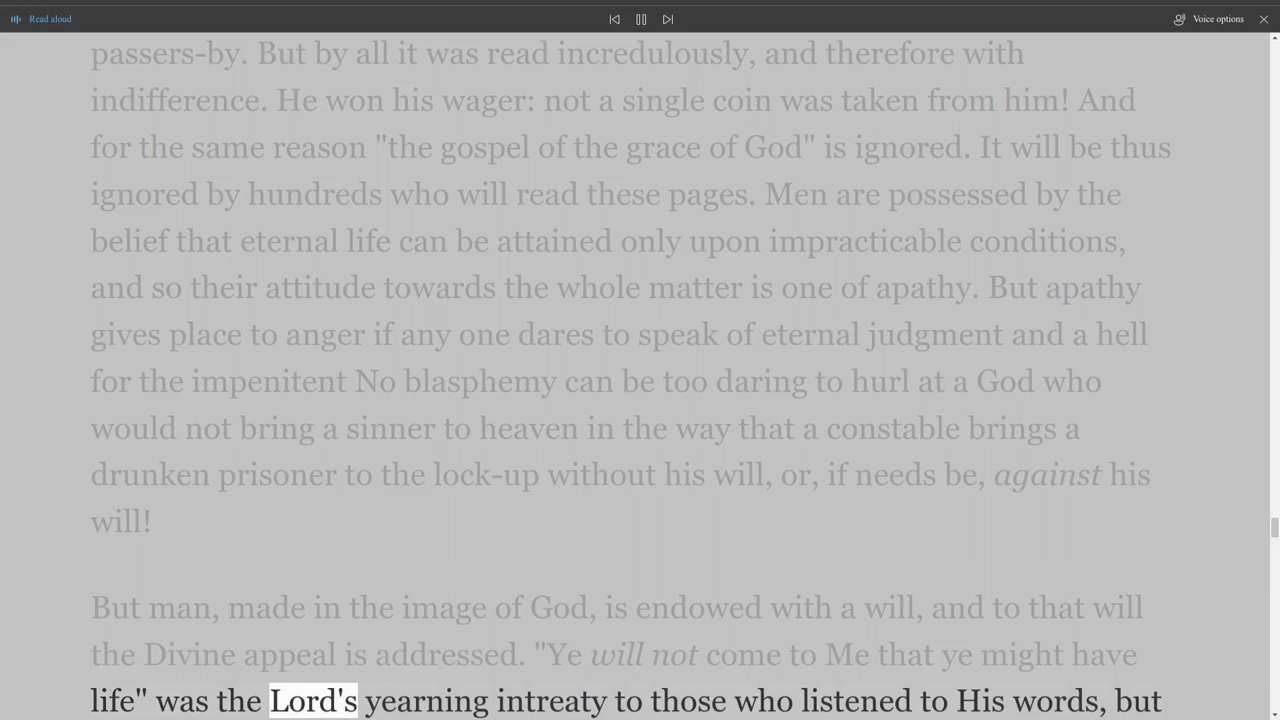 Read aloud
Voice options
passers-by. But by all it was read incredulously, and therefore with
indifference. He won his wager: not a single coin was taken from him! And
for the same reason "the gospel of the grace of God" is ignored. It will be thus
ignored by hundreds who will read these pages. Men are possessed by the
belief that eternal life can be attained only upon impracticable conditions,
and so their attitude towards the whole matter is one of apathy. But apathy
gives place to anger if any one dares to speak of eternal judgment and a hell
for the impenitent No blasphemy can be too daring to hurl at a God who
would not bring a sinner to heaven in the way that a constable brings a
drunken prisoner to the lock-up without his will, or, if needs be, against his
will!
But man, made in the image of God, is endowed with a will, and to that will
the Divine appeal is addressed. "Ye will not come to Me that ye might have
life" was the Lord's yearning intreaty to those who listened to His words, but